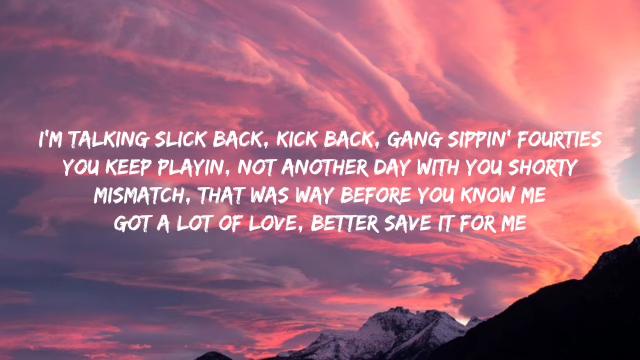 I'M TALKING SLICK BACK, KICK BACK, GANG SIPPIN' FOURTIES
YOU KEEP PLAYIN, NOT ANOTHER DAY WITH YOU SHORTY
MISMATCH, THAT WAS WAY BEFORE YOU KNOW ME
GOT A LOT OF LOVE, BETTER SAVE IT FOR ME